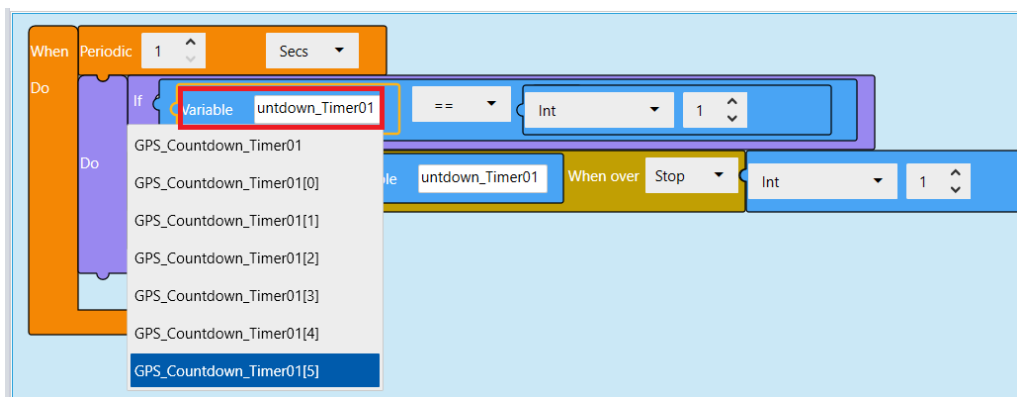 When Periodic 1 Secs
Do
If Variable untdown_Timer01 == Int 1
GPS_Countdown_Timer01
Do
untdown_Timer01 When over Stop Int 1
GPS_Countdown_Timer01[0]
GPS_Countdown_Timer01[1]
GPS_Countdown_Timer01[2]
GPS_Countdown_Timer01[3]
GPS_Countdown_Timer01[4]
GPS_Countdown_Timer01[5]